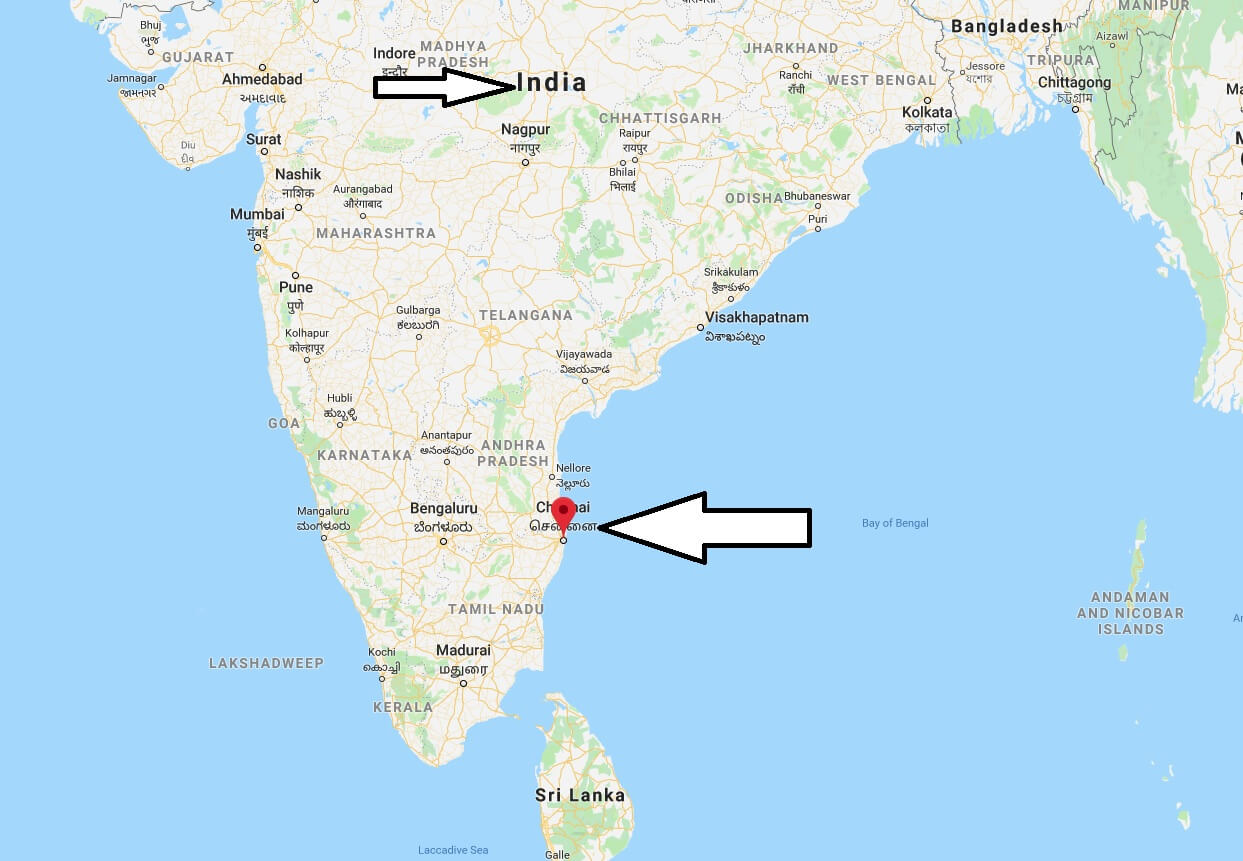 MANIPUR
Bhuj
ભુજ
GUJARAT
Indore
इन्दौर
MADHYA
PRADESH
JHARKHAND
Bangladesh
Aizawl
Jamnagar
જામનગર
Ahmedabad
અમદાવાદ
India
Ranchi
राँची
WEST BENGAL
Jessore
যশোর
TRIPURA
Chittagong
চট্টগ্রাম
Kolkata
কলকাতা
CHHATTISGARH
Surat
Diu
દીવ
Nagpur
नागपूर
Raipur
रायपुर
Bhilai
भिलाई
Nashik
नाशिक
Aurangabad
औरंगाबाद
ODISHA
Bhubaneswar
Puri
Mumbai
मुंबई
MAHARASHTRA
Pune
पुणे
Srikakulam
శ్రీకాకుళం
Gulbarga
ಕಲಬುರಗಿ
TELANGANA
Visakhapatnam
విశాఖపట్నం
Kolhapur
कोल्हापूर
Vijayawada
విజయవాడ
Hubli
ಹುಬ್ಬಳ್ಳಿ
GOA
Anantapur
అనంతపురం
ANDHRA
PRADESH
KARNATAKA
Nellore
నెల్లూరు
Mangaluru
ಮಂಗಳೂರು
Bengaluru
ಬೆಂಗಳೂರು
சென்னை
Bay of Bengal
ANDAMAN
AND NICOBAR
ISLANDS
TAMIL NADU
Kochi
കൊച്ചി
Madurai
மதுரை
LAKSHADWEEP
KERALA
Sri Lanka
Laccadive Sea
Galle